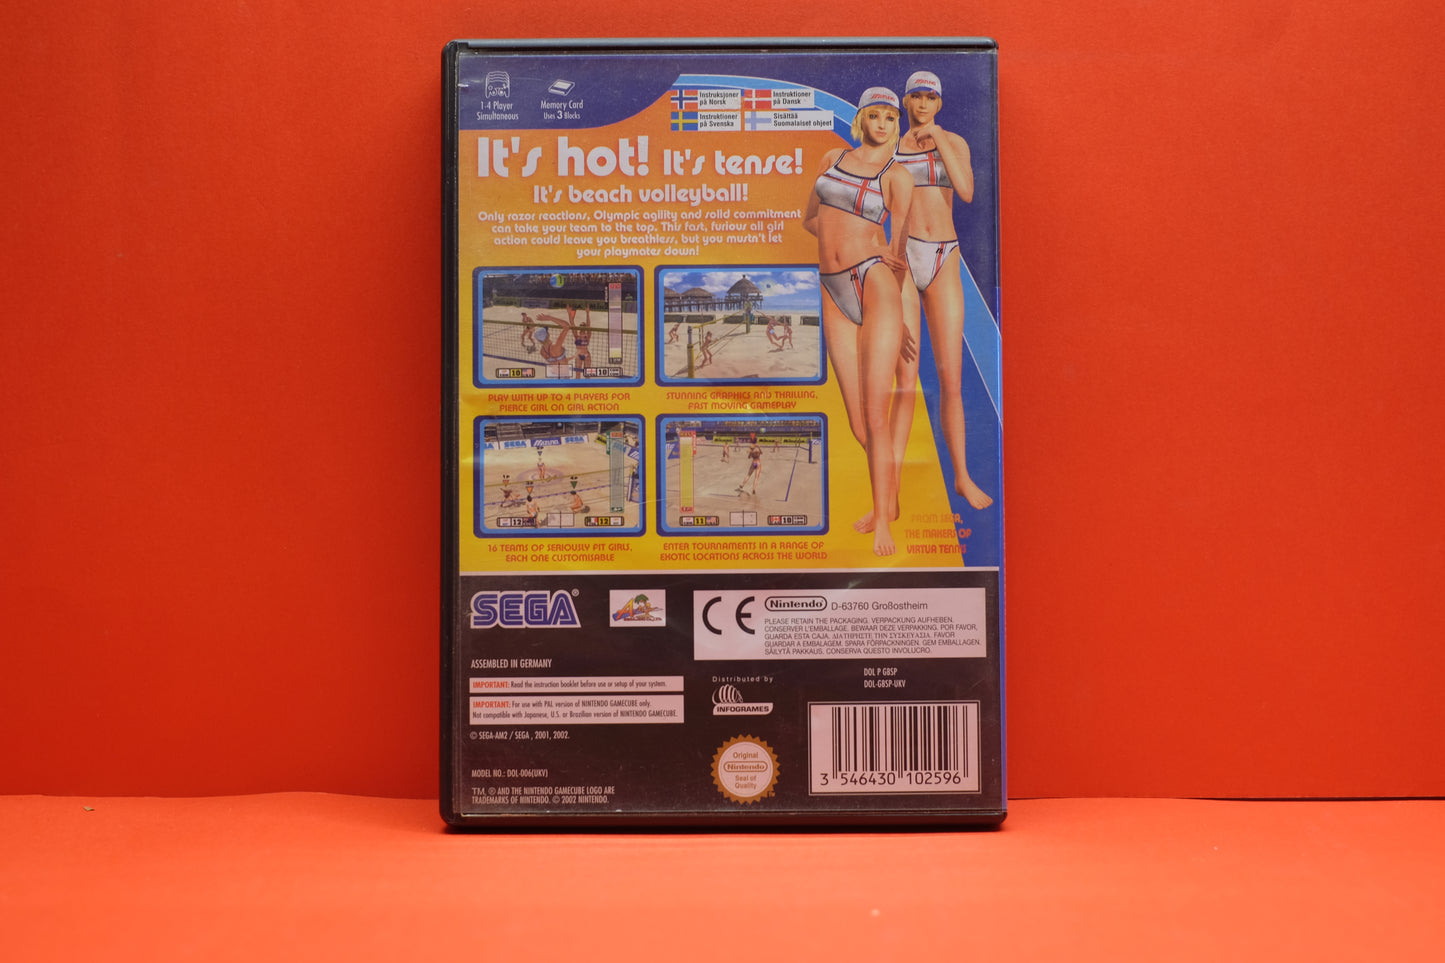 1-4 Player
Simultaneous
Memory Card
Uses 3 Blocks
Instruksjoner
på Norsk
Instruktioner
på Dansk
Instruktioner
på Svenska
Sisältää
Suomalaiset ohjeet
It's hot! It's tense!
It's beach volleyball!
Only razor reactions, Olympic agility and solid commitment
can take your team to the top. This fast, furious all girl
action could leave you breathless, but you mustn't let
your playmates down!
PLAY WITH UP TO 4 PLAYERS FOR
FIERCE GIRL ON GIRL ACTION
STUNNING GRAPHICS AND THRILLING,
FAST MOVING GAMEPLAY
16 TEAMS OF SERIOUSLY FIT GIRLS,
EACH ONE CUSTOMISABLE
ENTER TOURNAMENTS IN A RANGE OF
EXOTIC LOCATIONS ACROSS THE WORLD
FROM SEGA,
THE MAKERS OF
VIRTUA TENNIS
SEGA®
CE
Nintendo® D-63760 Großostheim
PLEASE RETAIN THE PACKAGING. VERPACKUNG AUFHEBEN.
CONSERVER L'EMBALLAGE. BEWAAR DEZE VERPAKKING. POR FAVOR,
GUARDA ESTA CAJA. ΔΙΑΤΗΡΗΣΤΕ ΤΗΝ ΣΥΣΚΕΥΑΣΙΑ. FAVOR
GUARDAR A EMBALAGEM. SPARA FÖRPACKNINGEN. GEM EMBALLAGEN.
SÄILYTÄ PAKKAUS. CONSERVA QUESTO INVOLUCRO.
ASSEMBLED IN GERMANY
IMPORTANT: Read the instruction booklet before use or setup of your system.
IMPORTANT: For use with PAL version of NINTENDO GAMECUBE only.
Not compatible with Japanese, U.S. or Brazilian version of NINTENDO GAMECUBE.
© SEGA-AM2 / SEGA , 2001, 2002.
Distributed by
INFOGRAMES
DOL P GBSP
DOL-GBSP-UKV
Original
Nintendo
Seal of
Quality
3 546430 102596
MODEL NO.: DOL-006(UKV)
TM, ® AND THE NINTENDO GAMECUBE LOGO ARE
TRADEMARKS OF NINTENDO. © 2002 NINTENDO.